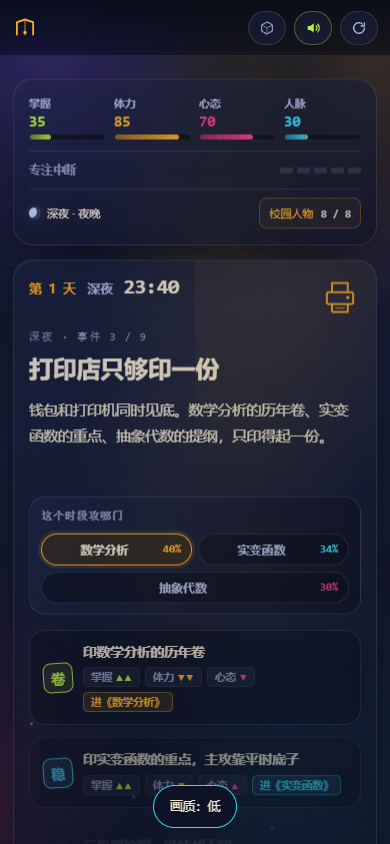 掌握 体力 心态 人脉
35 85 70 30
专注中断
深夜 · 夜晚 校园人物 8 / 8
第 1 天 深夜 23:40
深夜 · 事件 3 / 9
打印店只够印一份
钱包和打印机同时见底。数学分析的历年卷、实变
函数的重点、抽象代数的提纲，只印得起一份。
这个时段攻哪门
数学分析 40% 实变函数 34%
抽象代数 30%
卷 印数学分析的历年卷
掌握 ▲▲ 体力 ▼▼ 心态 ▼
进《数学分析》
稳 印实变函数的重点，主攻靠平时底子
掌握 ▲▲ 体力 ▼ 心态 ▲ 进《实变函数》
画质：低